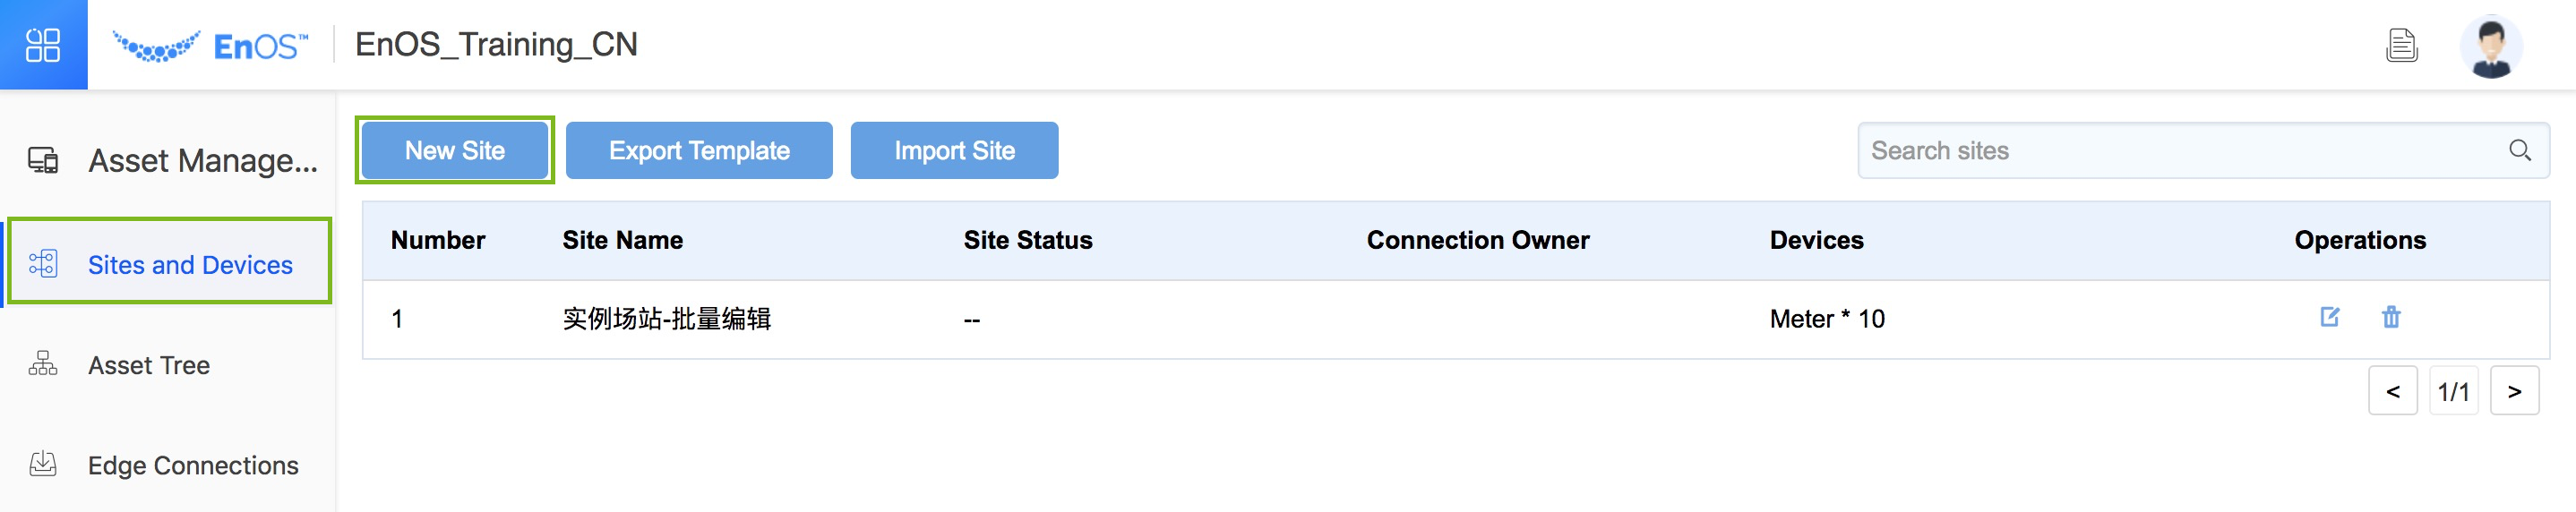 EnOS™ EnOS_Training_CN
Asset Manage...
Sites and Devices
Asset Tree
Edge Connections
New Site Export Template Import Site Search sites
Number Site Name Site Status Connection Owner Devices Operations
1 实例场站-批量编辑 -- Meter * 10
< 1/1 >